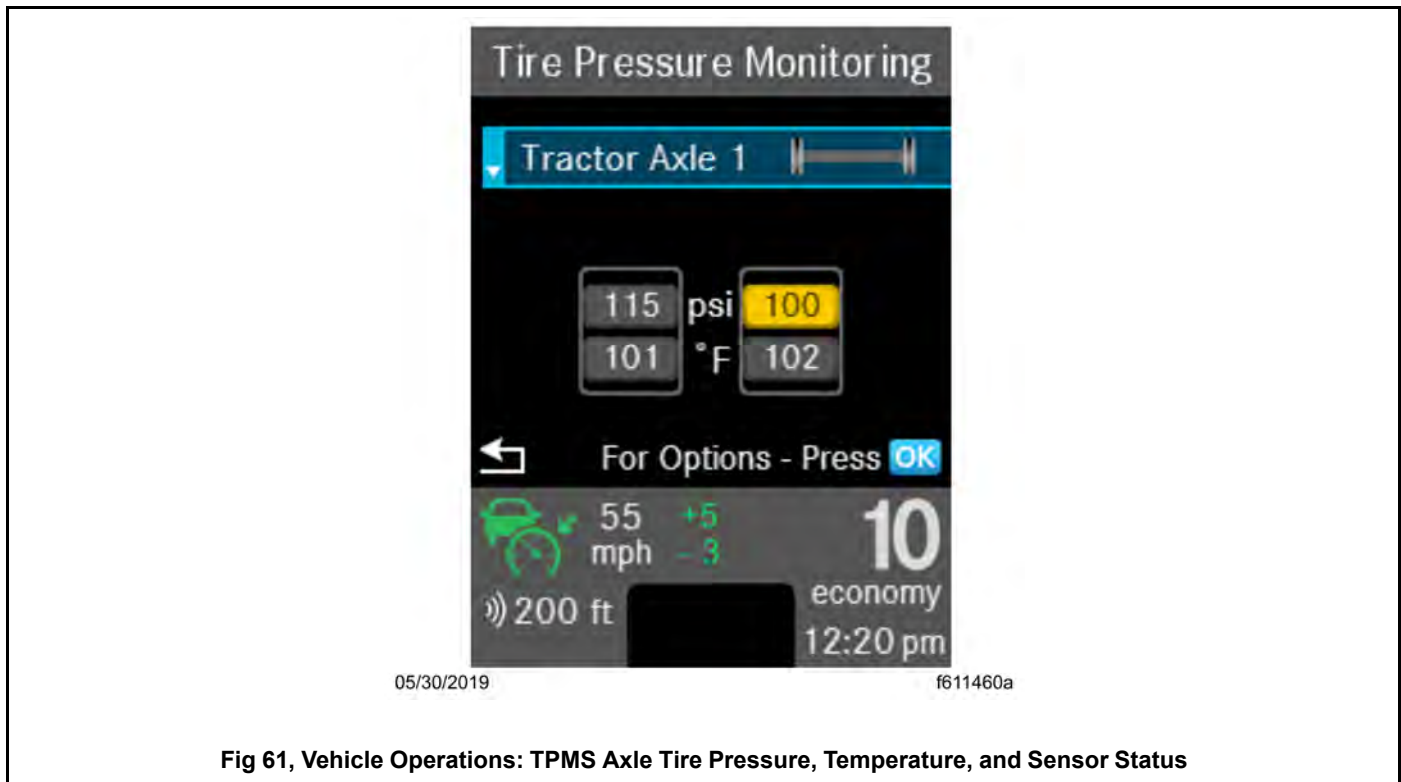 Tire Pressure Monitoring
Tractor Axle 1
115 psi 100
101 °F 102
For Options - Press OK
55 +5 10
mph - 3
economy
200 ft
12:20 pm
05/30/2019 f611460a
Fig 61, Vehicle Operations: TPMS Axle Tire Pressure, Temperature, and Sensor Status